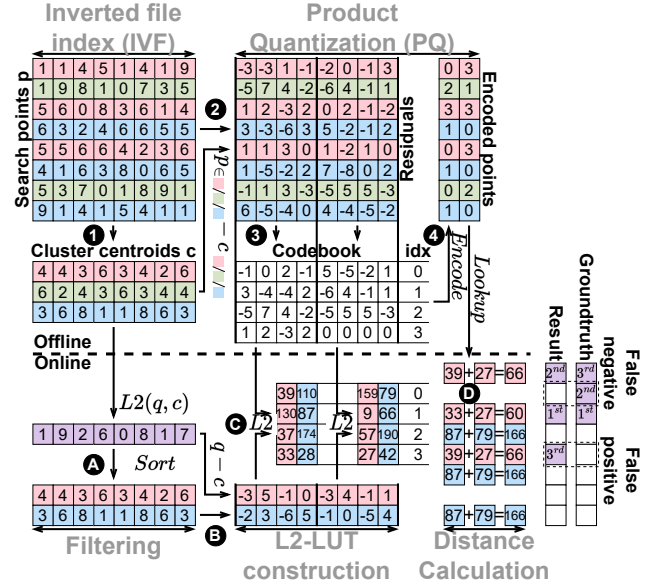 Inverted file
index (IVF)
Product
Quantization (PQ)
Search points p
1 1 4 5 1 4 1 9
1 9 8 1 0 7 3 5
5 6 0 8 3 6 1 4
6 3 2 4 6 6 5 5
5 5 6 6 4 2 3 6
4 1 6 3 8 0 6 5
5 3 7 0 1 8 9 1
9 1 4 1 5 4 1 1
2
p∈ / / − c / /
-3 -3 1 -1 -2 0 -1 3
-5 7 4 -2 -6 4 -1 1
1 2 -3 2 0 2 -1 -2
3 -3 -6 3 5 -2 -1 2
1 1 3 0 1 -2 1 0
1 -5 -2 2 7 -8 0 2
-1 1 3 -3 -5 5 5 -3
6 -5 -4 0 4 -4 -5 -2
Residuals
0 3
2 1
3 3
1 0
0 3
1 0
0 2
1 0
Encoded points
1
3
4
Cluster centroids c
4 4 3 6 3 4 2 6
6 2 4 3 6 3 4 4
3 6 8 1 1 8 6 3
Codebook idx
-1 0 2 -1 5 -5 -2 1 0
3 -4 -4 2 -6 4 -1 1 1
-5 7 4 -2 -5 5 5 -3 2
1 2 -3 2 0 0 0 0 3
Encode
Lookup
Offline
Online
L2(q, c)
1 9 2 6 0 8 1 7
A
Sort
q − c
4 4 3 6 3 4 2 6
3 6 8 1 1 8 6 3
B
Filtering
C
L2
L2
39 110 159 79 0
130 87 9 66 1
37 174 57 190 2
33 28 27 42 3
-3 5 -1 0 -3 4 -1 1
-2 3 -6 5 -1 0 -5 4
L2-LUT
construction
39+27=66
D
33+27=60
87+79=166
39+27=66
87+79=166
87+79=166
Distance
Calculation
Result
Groundtruth
2nd 3rd
2nd
1st 1st
3rd
False
negative
False
positive